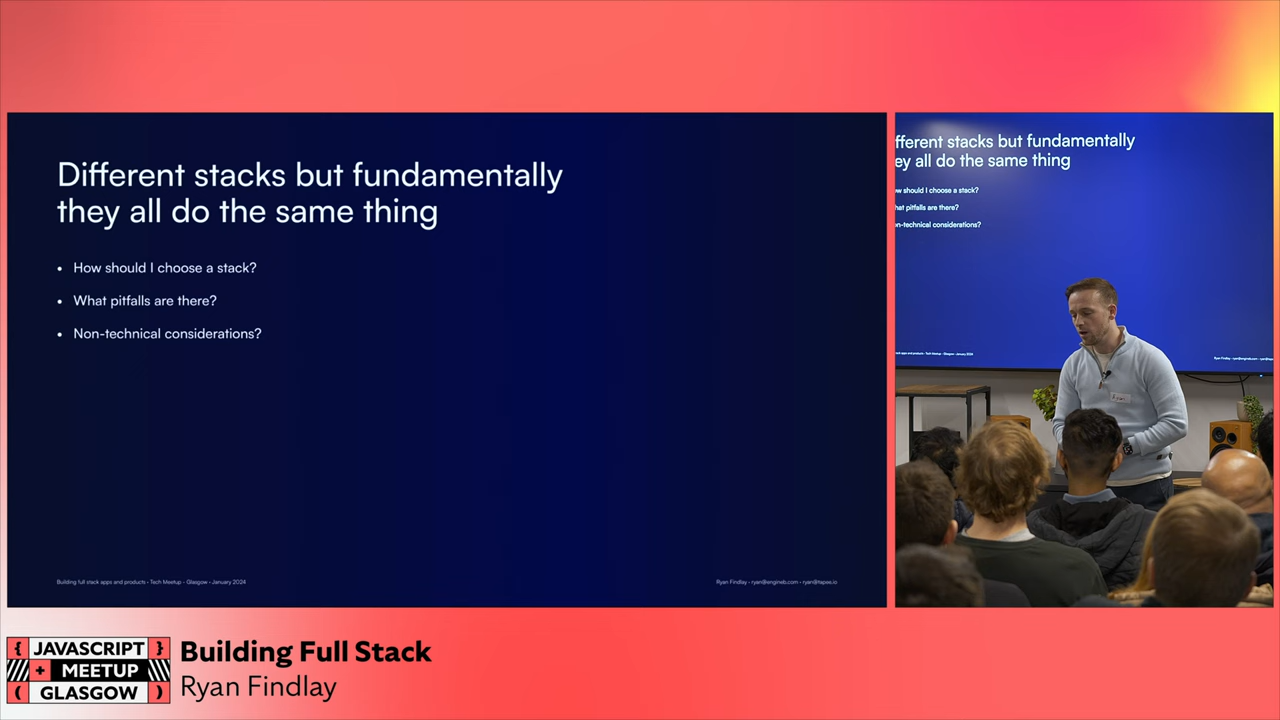 Different stacks but fundamentally
they all do the same thing
• How should I choose a stack?
• What pitfalls are there?
• Non-technical considerations?
Building full stack apps and products - Tech Meetup - Glasgow - January 2024
Ryan Findlay - ryan@engineb.com - ryan@tapee.io
fferent stacks but fundamentally
ey all do the same thing
w should I choose a stack?
hat pitfalls are there?
n-technical considerations?
{ JAVASCRIPT }
+ MEETUP
( GLASGOW )
Building Full Stack
Ryan Findlay